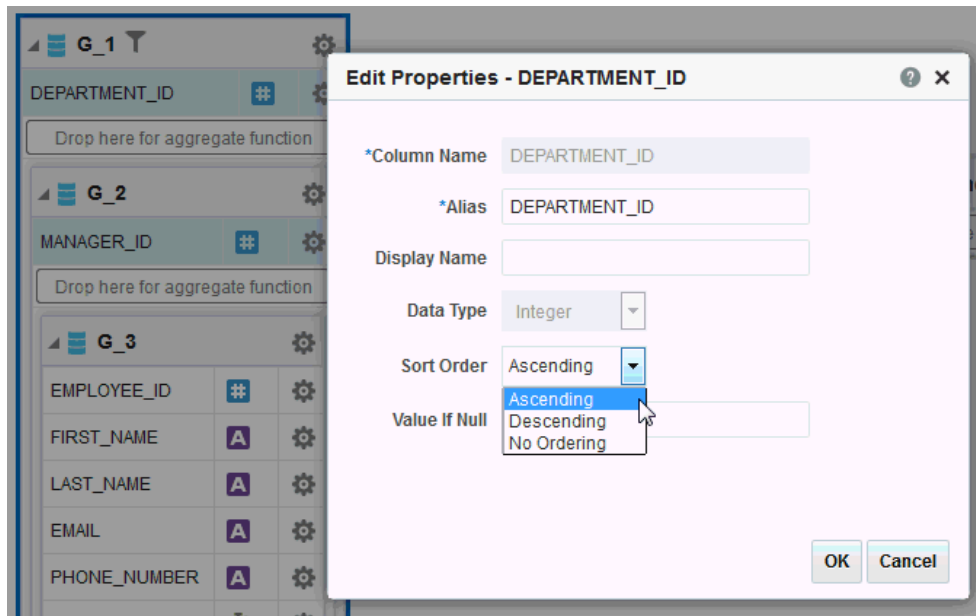 G_1
DEPARTMENT_ID #
Drop here for aggregate function
G_2
MANAGER_ID #
Drop here for aggregate function
G_3
EMPLOYEE_ID #
FIRST_NAME A
LAST_NAME A
EMAIL A
PHONE_NUMBER A
Edit Properties - DEPARTMENT_ID ?
*Column Name DEPARTMENT_ID
*Alias DEPARTMENT_ID
Display Name
Data Type Integer
Sort Order Ascending
Ascending
Descending
No Ordering
Value If Null
OK Cancel